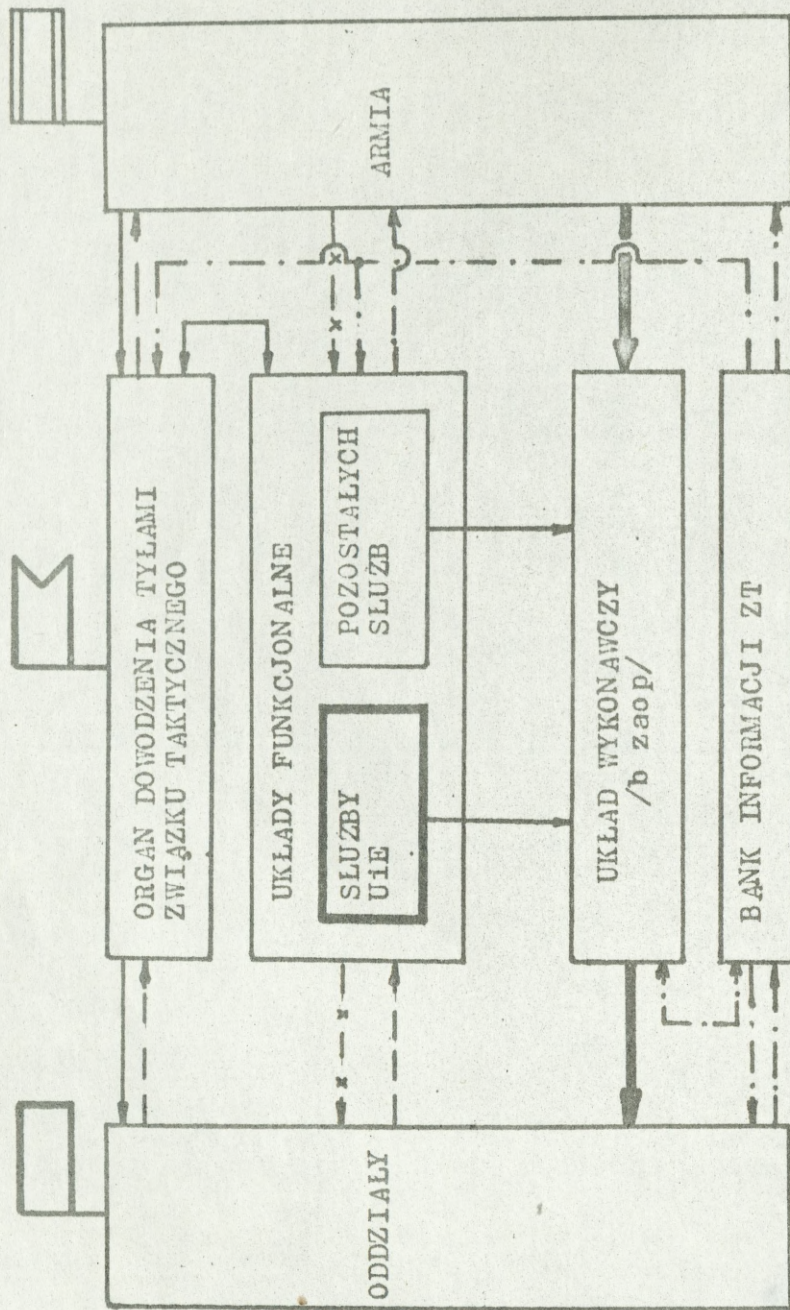 ODDZIAŁY
ORGAN DOWODZENIA TYŁAMI
ZWIĄZKU TAKTYCZNEGO
UKŁADY FUNKCJONALNE
SŁUŻBY
UiE
POZOSTAŁYCH
SŁUŻB
UKŁAD WYKONAWCZY
/b zaop/
BANK INFORMACJI ZT
ARMIA